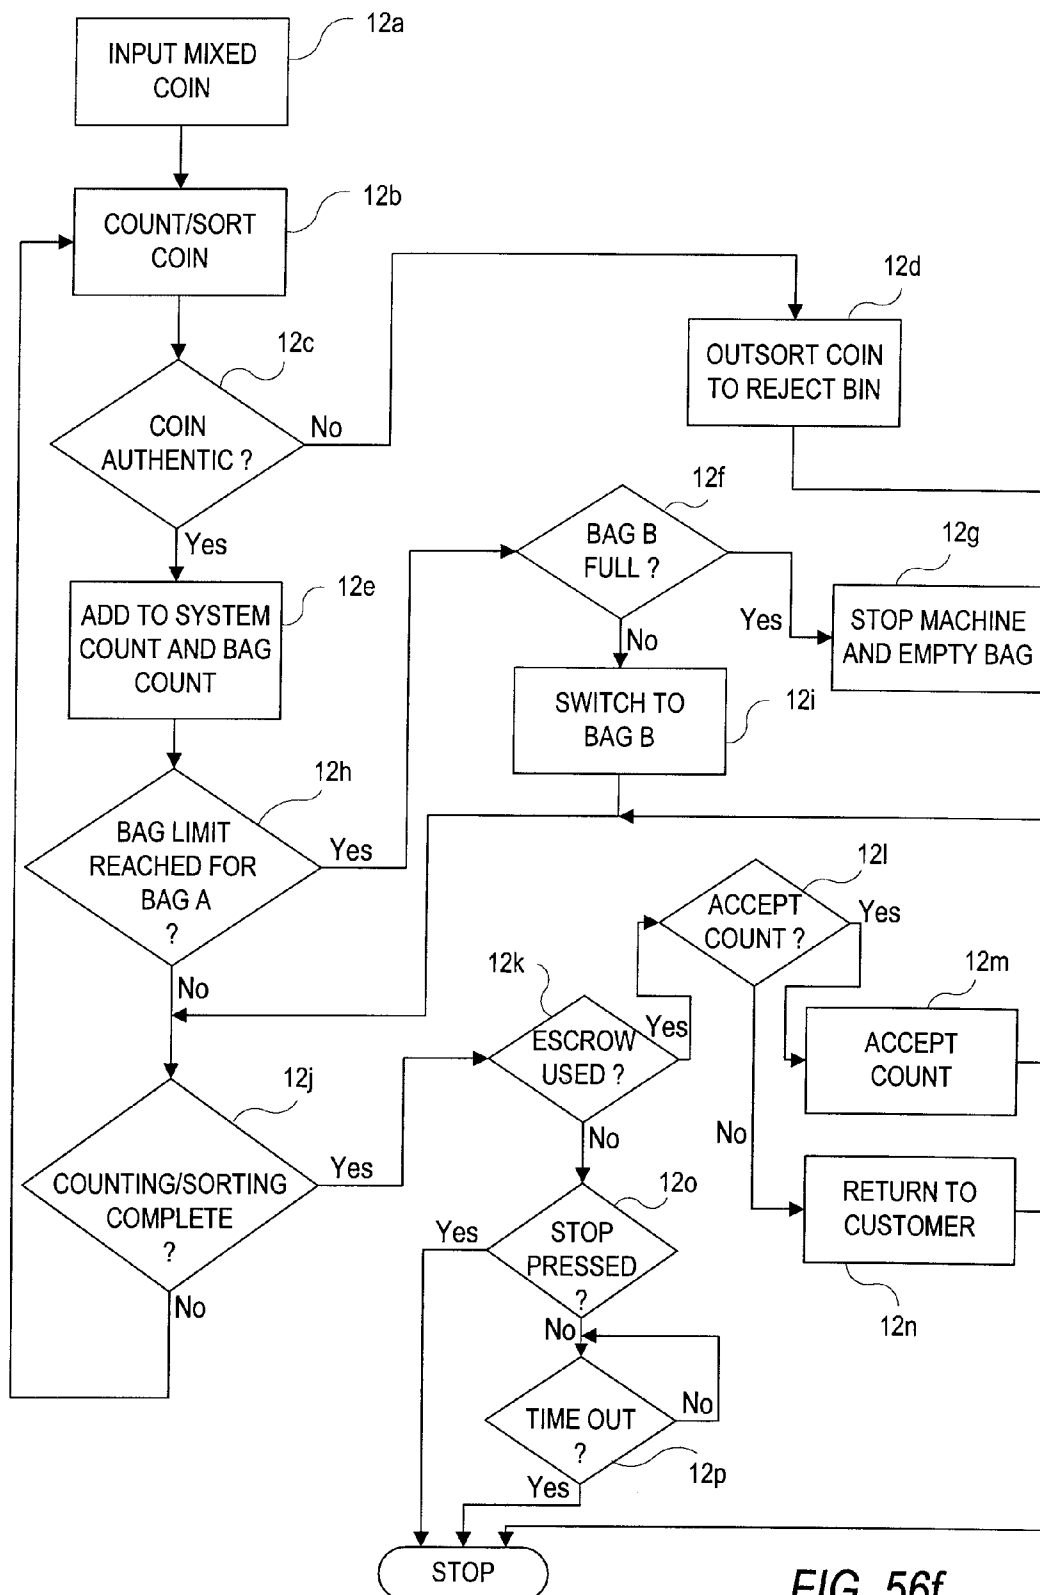 12a
INPUT MIXED
COIN
12b
COUNT/SORT
COIN
12d
OUTSORT COIN
TO REJECT BIN
12c
COIN
AUTHENTIC ?
No
Yes
12f
BAG B
FULL ?
12g
Yes
STOP MACHINE
AND EMPTY BAG
No
12e
ADD TO SYSTEM
COUNT AND BAG
COUNT
SWITCH TO
BAG B
12i
12h
BAG LIMIT
REACHED FOR
BAG A
?
Yes
No
12l
ACCEPT
COUNT ?
Yes
12k
ESCROW
USED ?
Yes
12m
ACCEPT
COUNT
No
No
12j
COUNTING/SORTING
COMPLETE
?
Yes
No
RETURN TO
CUSTOMER
12n
12o
STOP
PRESSED
?
Yes
No
TIME OUT
?
No
12p
Yes
STOP
FIG. 56f